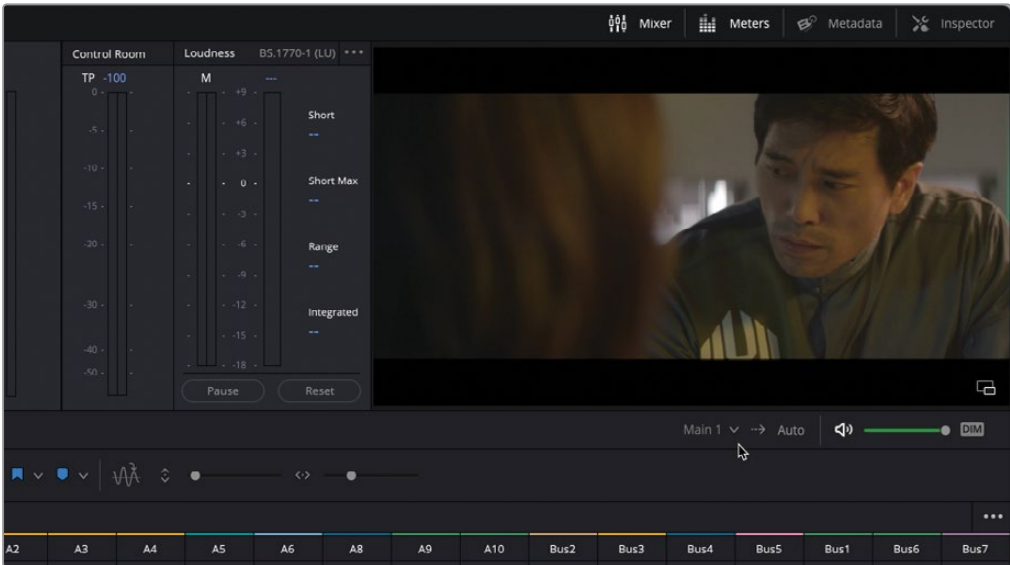 Mixer Meters Metadata Inspector
Control Room Loudness BS.1770-1 (LU) •••
TP -100 M ---
0 +9
-5 +6 Short
--
-10 +3
0 Short Max
--
-15 -3
-20 -6 Range
--
-9
-30 -12 Integrated
--
-40 -15
-50 -18
Pause Reset
Main 1 Auto DIM
•••
A2 A3 A4 A5 A6 A8 A9 A10 Bus2 Bus3 Bus4 Bus5 Bus1 Bus6 Bus7